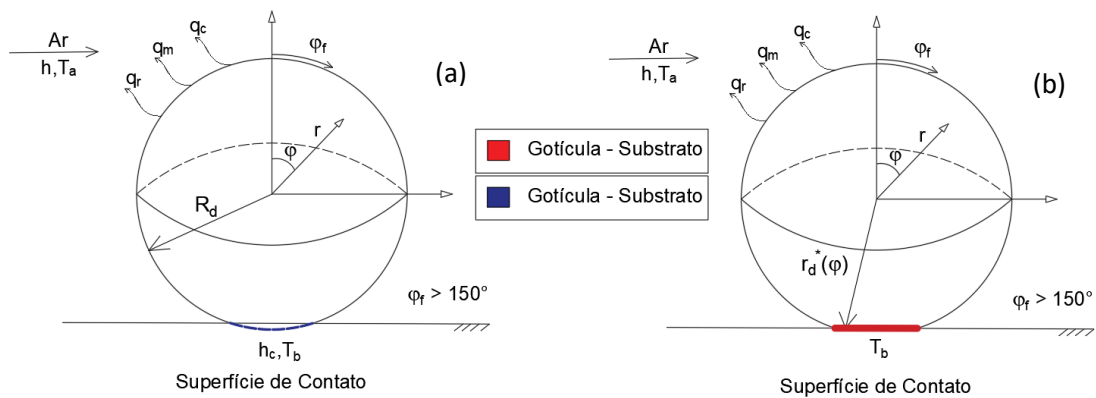 Ar
h,Ta
qr
qm
qc
φf
(a)
r
φ
Rd
φf > 150°
hc,Tb
Superfície de Contato
Gotícula - Substrato
Gotícula - Substrato
Ar
h,Ta
qr
qm
qc
φf
(b)
r
φ
rd*(φ)
φf > 150°
Tb
Superfície de Contato